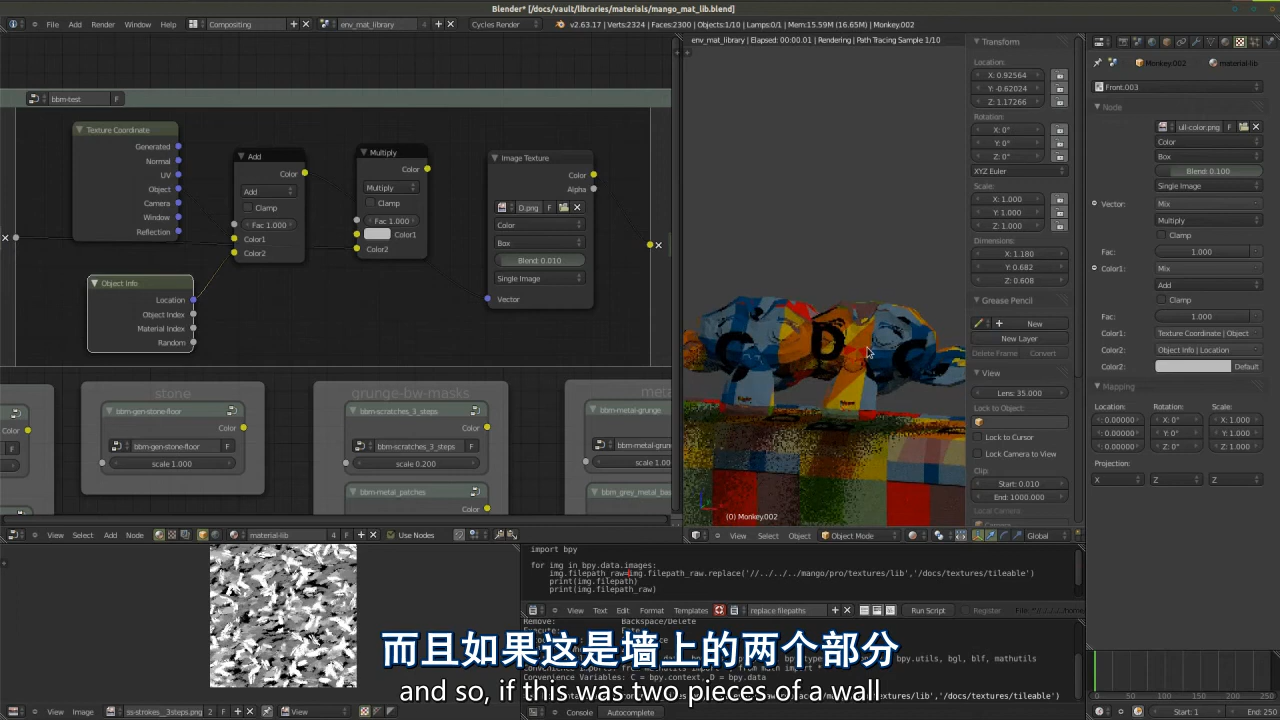 Blender* [/docs/vault/libraries/materials/mango_mat_lib.blend]
File Add Render Window Help Compositing env_mat_library Cycles Render v2.63.17 | Verts:2324 | Faces:2300 | Objects:1/10 | Lamps:0/1 | Mem:15.59M (16.65M) | Monkey.002
env_mat_library | Elapsed: 00:00.01 | Rendering | Path Tracing Sample 1/10
bbm-test F
Texture Coordinate
Generated
Normal
UV
Object
Camera
Window
Reflection
Add
Color
Add
Clamp
Fac 1.000
Color1
Color2
Multiply
Color
Multiply
Clamp
Fac 1.000
Color1
Color2
Image Texture
Color
Alpha
D.png F
Color
Box
Blend: 0.010
Single Image
Vector
Object Info
Location
Object Index
Material Index
Random
stone
bbm-gen-stone-floor
Color
bbm-gen-stone-floor F
scale 1.000
grunge-bw-masks
bbm-scratches_3_steps
Color
bbm-scratches_3_steps F
scale 0.200
bbm-metal_patches
Color
bbm-metal-grunge
View Select Add Node material-lib 4 F Use Nodes
C D C
(0) Monkey.002
View Select Object Object Mode Global
Transform
Location:
X: 0.92564
Y: -0.62024
Z: 1.17266
Rotation:
X: 0°
Y: 0°
Z: 0°
XYZ Euler
Scale:
X: 1.000
Y: 1.000
Z: 1.000
Dimensions:
X: 1.180
Y: 0.682
Z: 0.608
Grease Pencil
New
New Layer
Delete Frame Convert
View
Lens: 35.000
Lock to Object:
Lock to Cursor
Lock Camera to View
Clip:
Start: 0.010
End: 1000.000
Local Camera:
Monkey.002 material-lib
Front.003
Node
ull-color.png F
Color
Box
Blend: 0.100
Single Image
Vector: Mix
Multiply
Clamp
Fac: 1.000
Color1: Mix
Add
Clamp
Fac: 1.000
Color1: Texture Coordinate | Object
Color2: Object Info | Location
Color2: Default
Mapping
Location: Rotation: Scale:
X: 0.00000 X: 0° X: 1.000
Y: 0.00000 Y: 0° Y: 1.000
Z: 0.00000 Z: 0° Z: 1.000
Projection:
X Z Z
import bpy
for img in bpy.data.images:
img.filepath_raw=img.filepath_raw.replace('//../../../mango/pro/textures/lib','/docs/textures/tileable')
print(img.filepath)
print(img.filepath_raw)
View Text Edit Format Templates replace filepaths Run Script Register
Remove: Backspace/Delete
而且如果这是墙上的两个部分
and so, if this was two pieces of a wall
Convenience Variables: C = bpy.context, D = bpy.data
View Image ss-strokes_3steps.png 2 F View
Console Autocomplete
0 50 100 150 200 250
Start: 1 End: 250